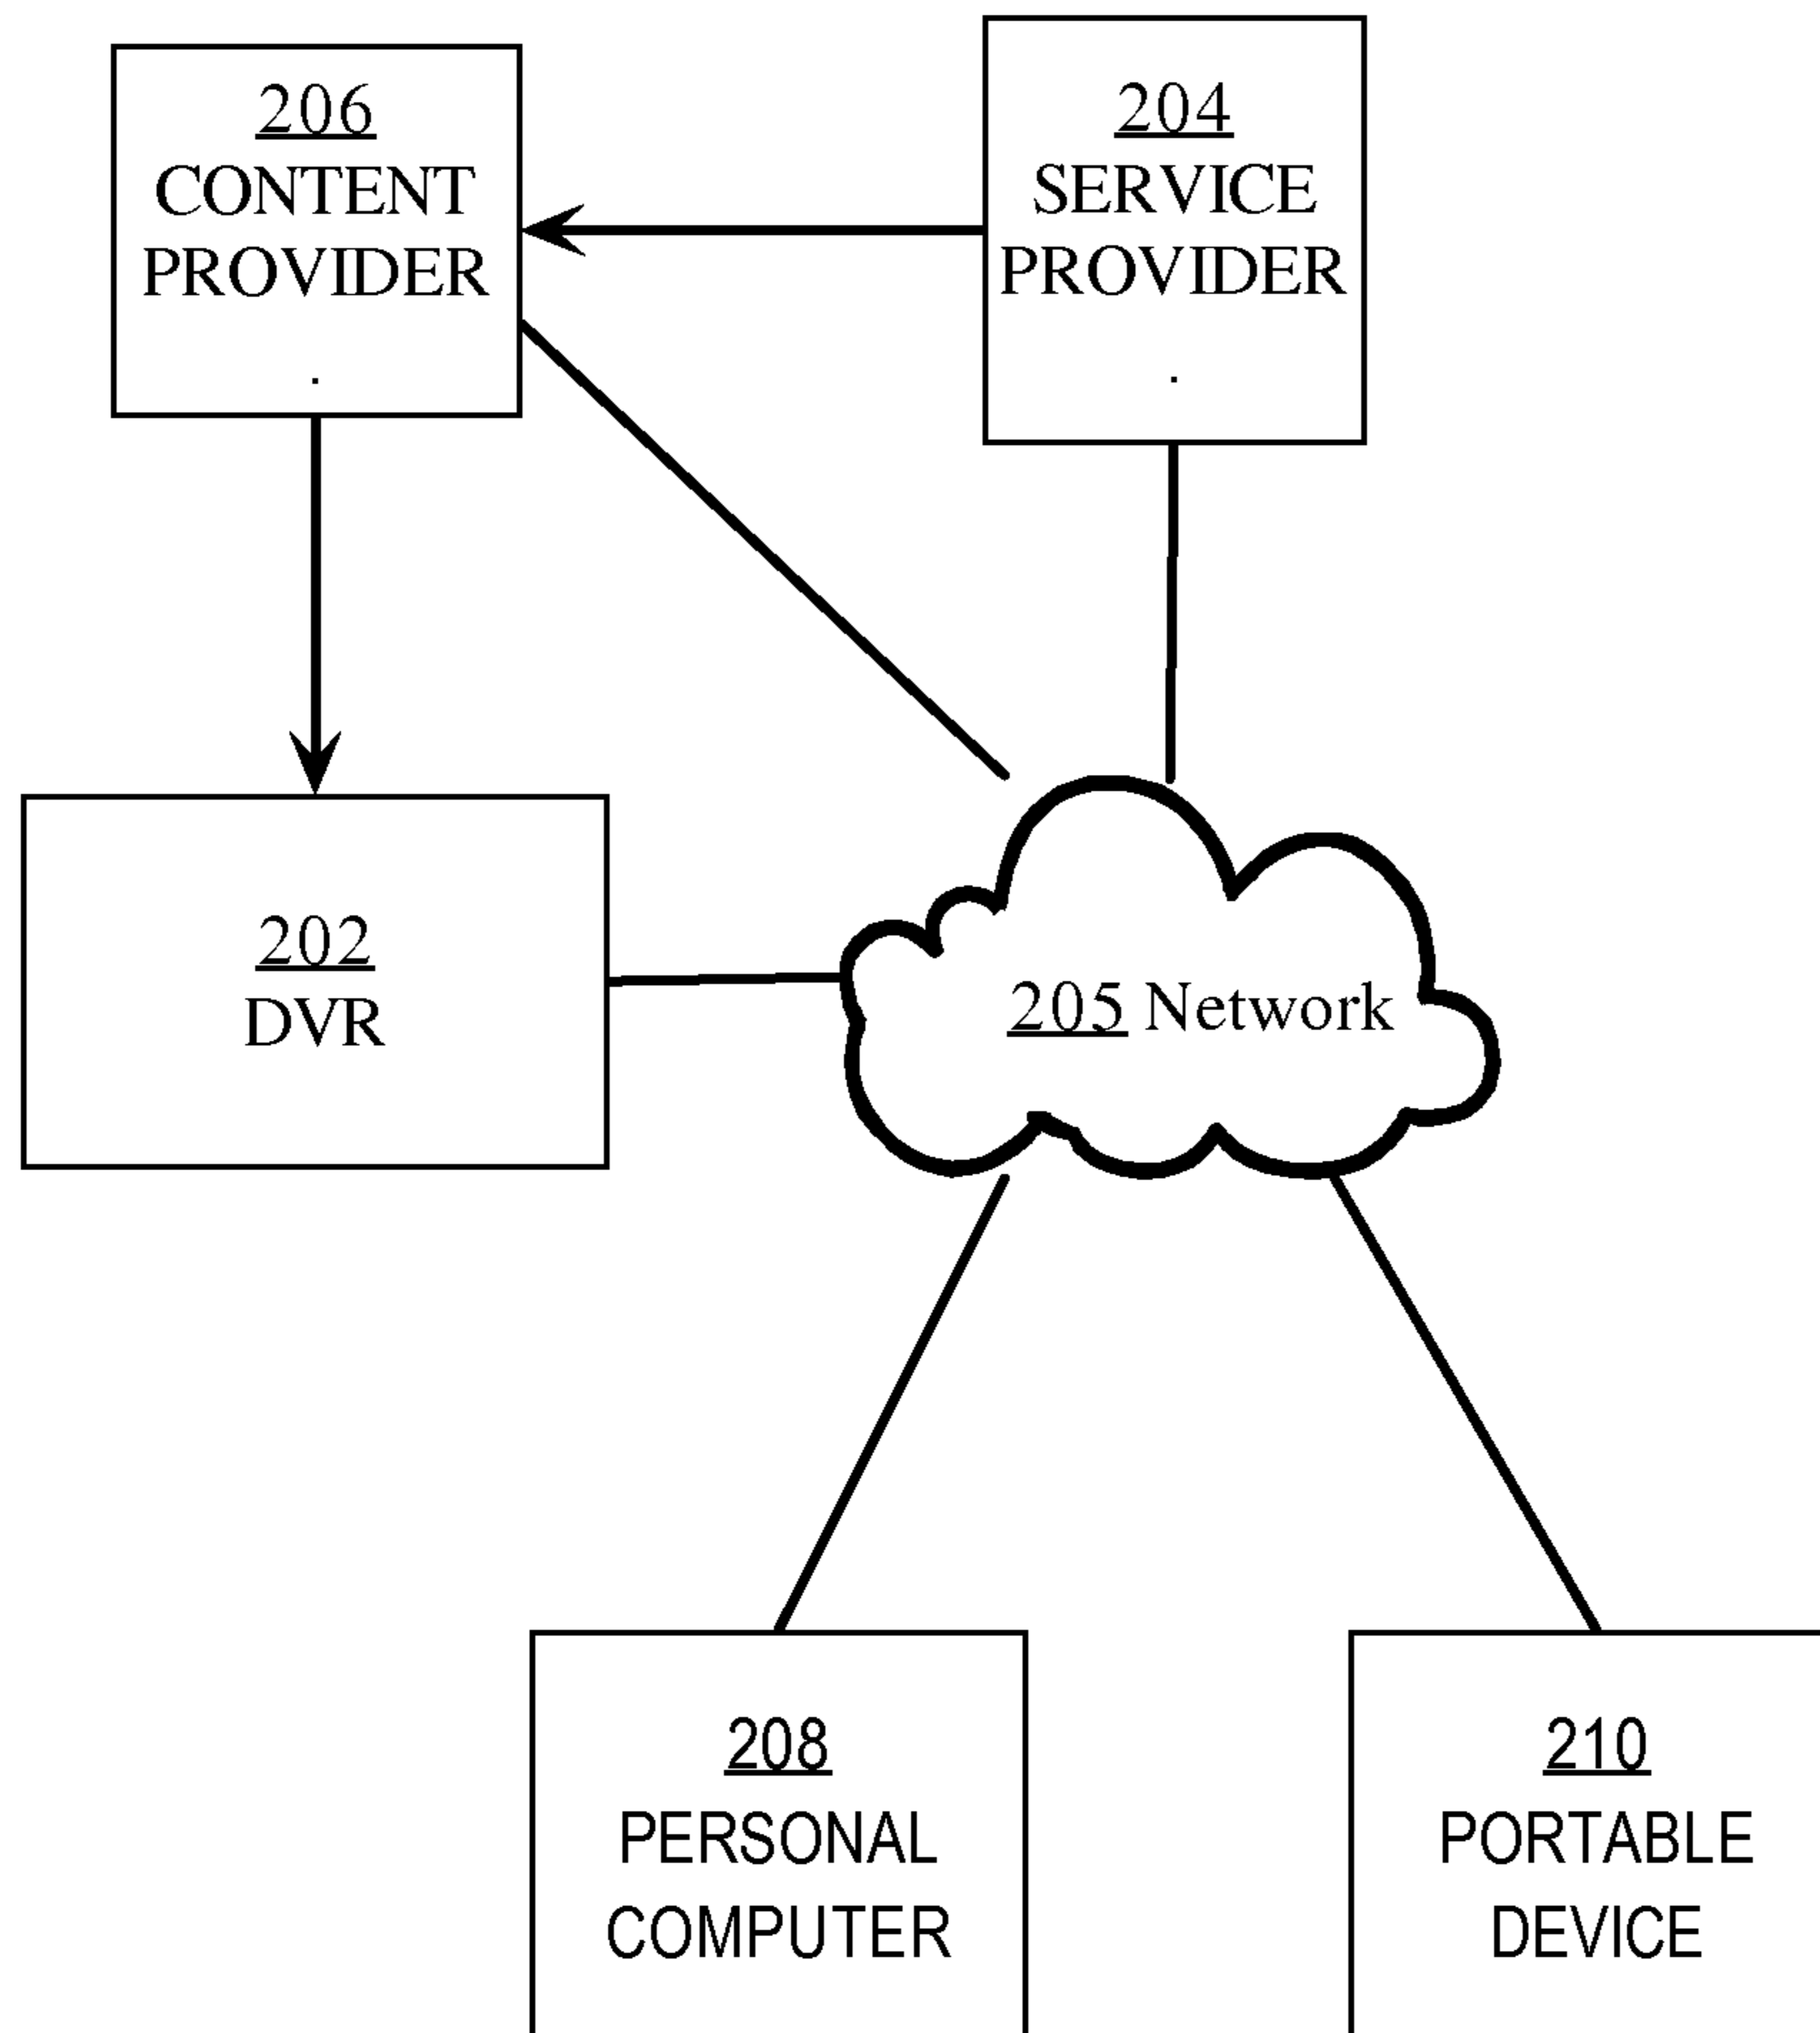 206
CONTENT
PROVIDER
.
204
SERVICE
PROVIDER
.
202
DVR
205 Network
208
PERSONAL
COMPUTER
210
PORTABLE
DEVICE